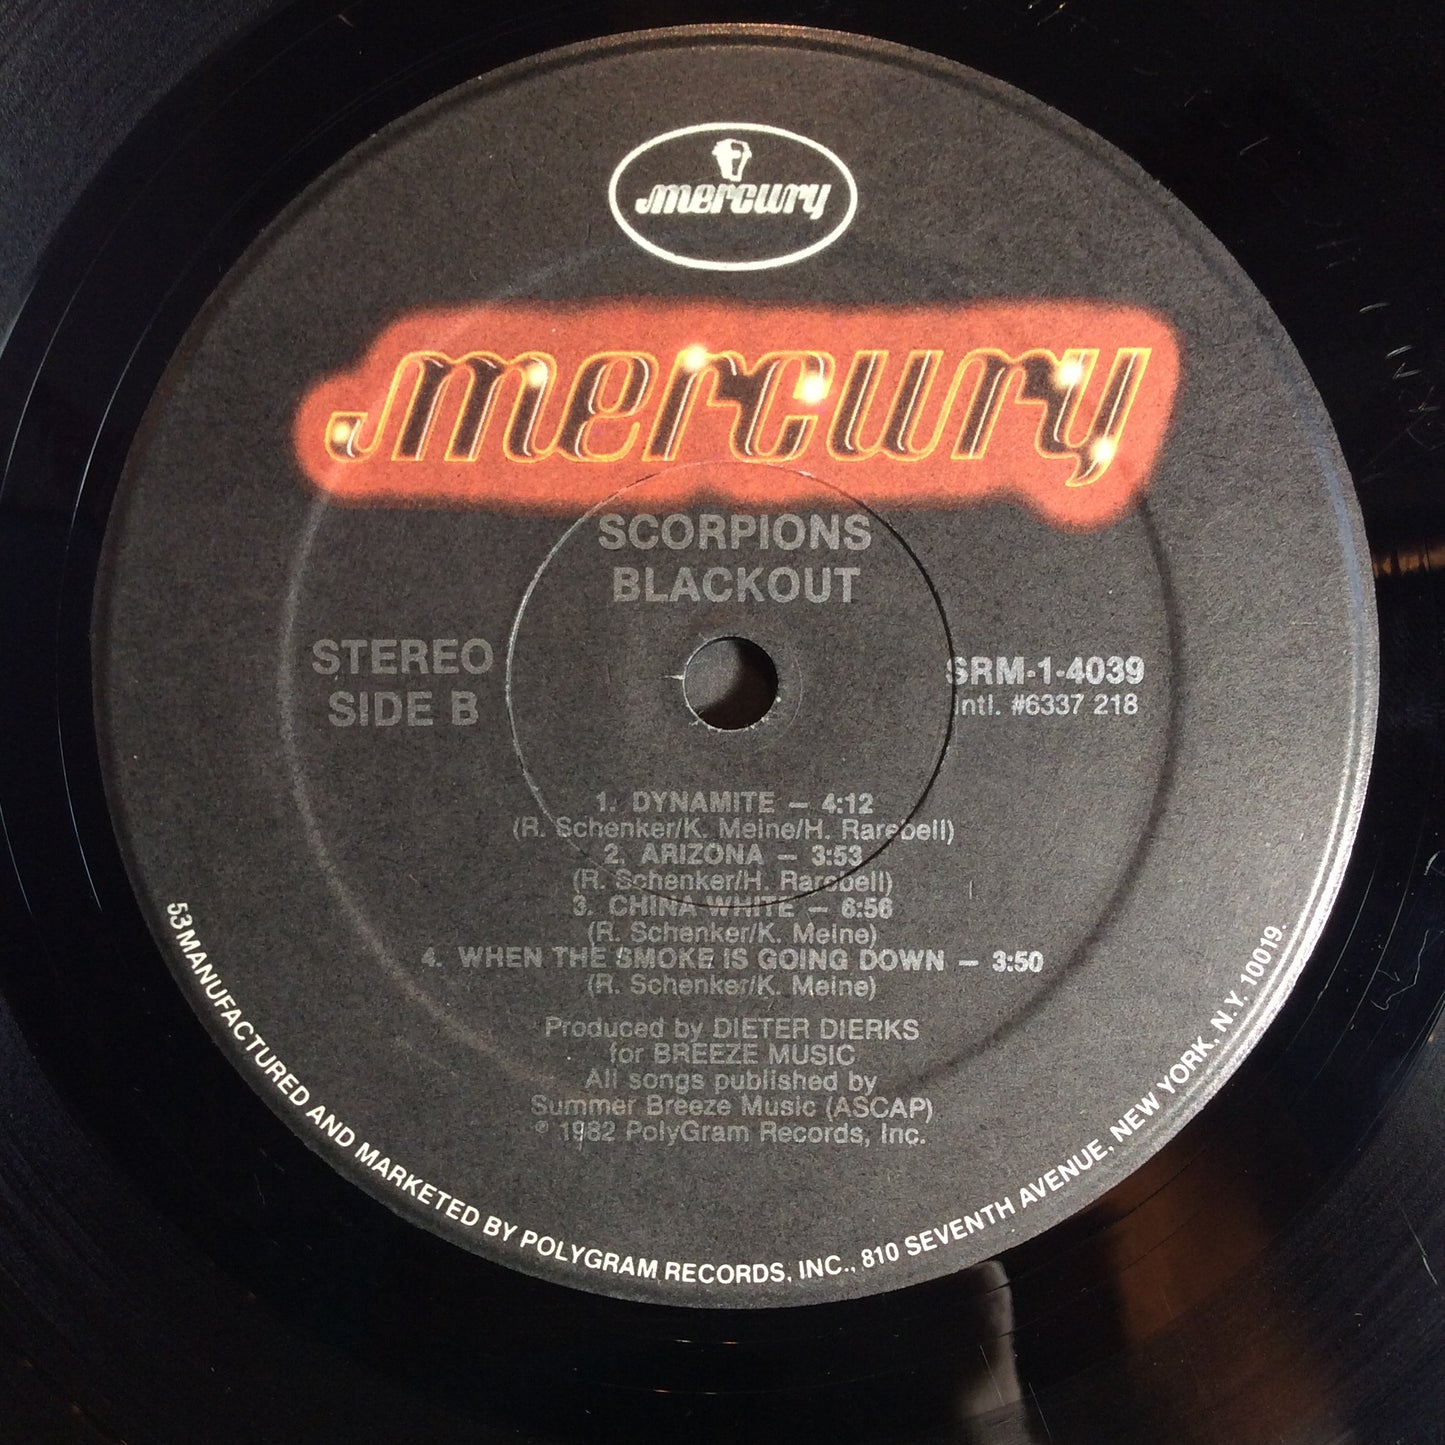 mercury
mercury
SCORPIONS
BLACKOUT
STEREO
SIDE B
SRM-1-4039
Intl. #6337 218
1. DYNAMITE – 4:12
(R. Schenker/K. Meine/H. Rarebell)
2. ARIZONA – 3:53
(R. Schenker/H. Rarebell)
3. CHINA WHITE – 6:56
(R. Schenker/K. Meine)
4. WHEN THE SMOKE IS GOING DOWN – 3:50
(R. Schenker/K. Meine)
Produced by DIETER DIERKS
for BREEZE MUSIC
All songs published by
Summer Breeze Music (ASCAP)
℗ 1982 PolyGram Records, Inc.
53 MANUFACTURED AND MARKETED BY POLYGRAM RECORDS, INC., 810 SEVENTH AVENUE, NEW YORK, N.Y. 10019.